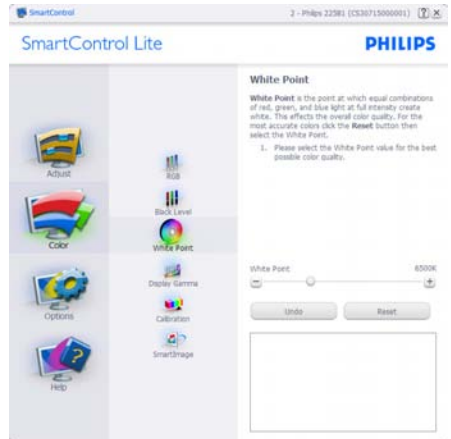 SmartControl
2 - Philips 225B1 (CS30715000001)
SmartControl Lite
PHILIPS
Adjust
Color
Options
Help
RGB
Black Level
White Point
Display Gamma
Calibration
SmartImage
White Point
White Point is the point at which equal combinations
of red, green, and blue light at full intensity create
white. This effects the overall color quality. For the
most accurate colors click the Reset button then
select the White Point.
1. Please select the White Point value for the best
possible color quality.
White Point 6500K
Undo
Reset